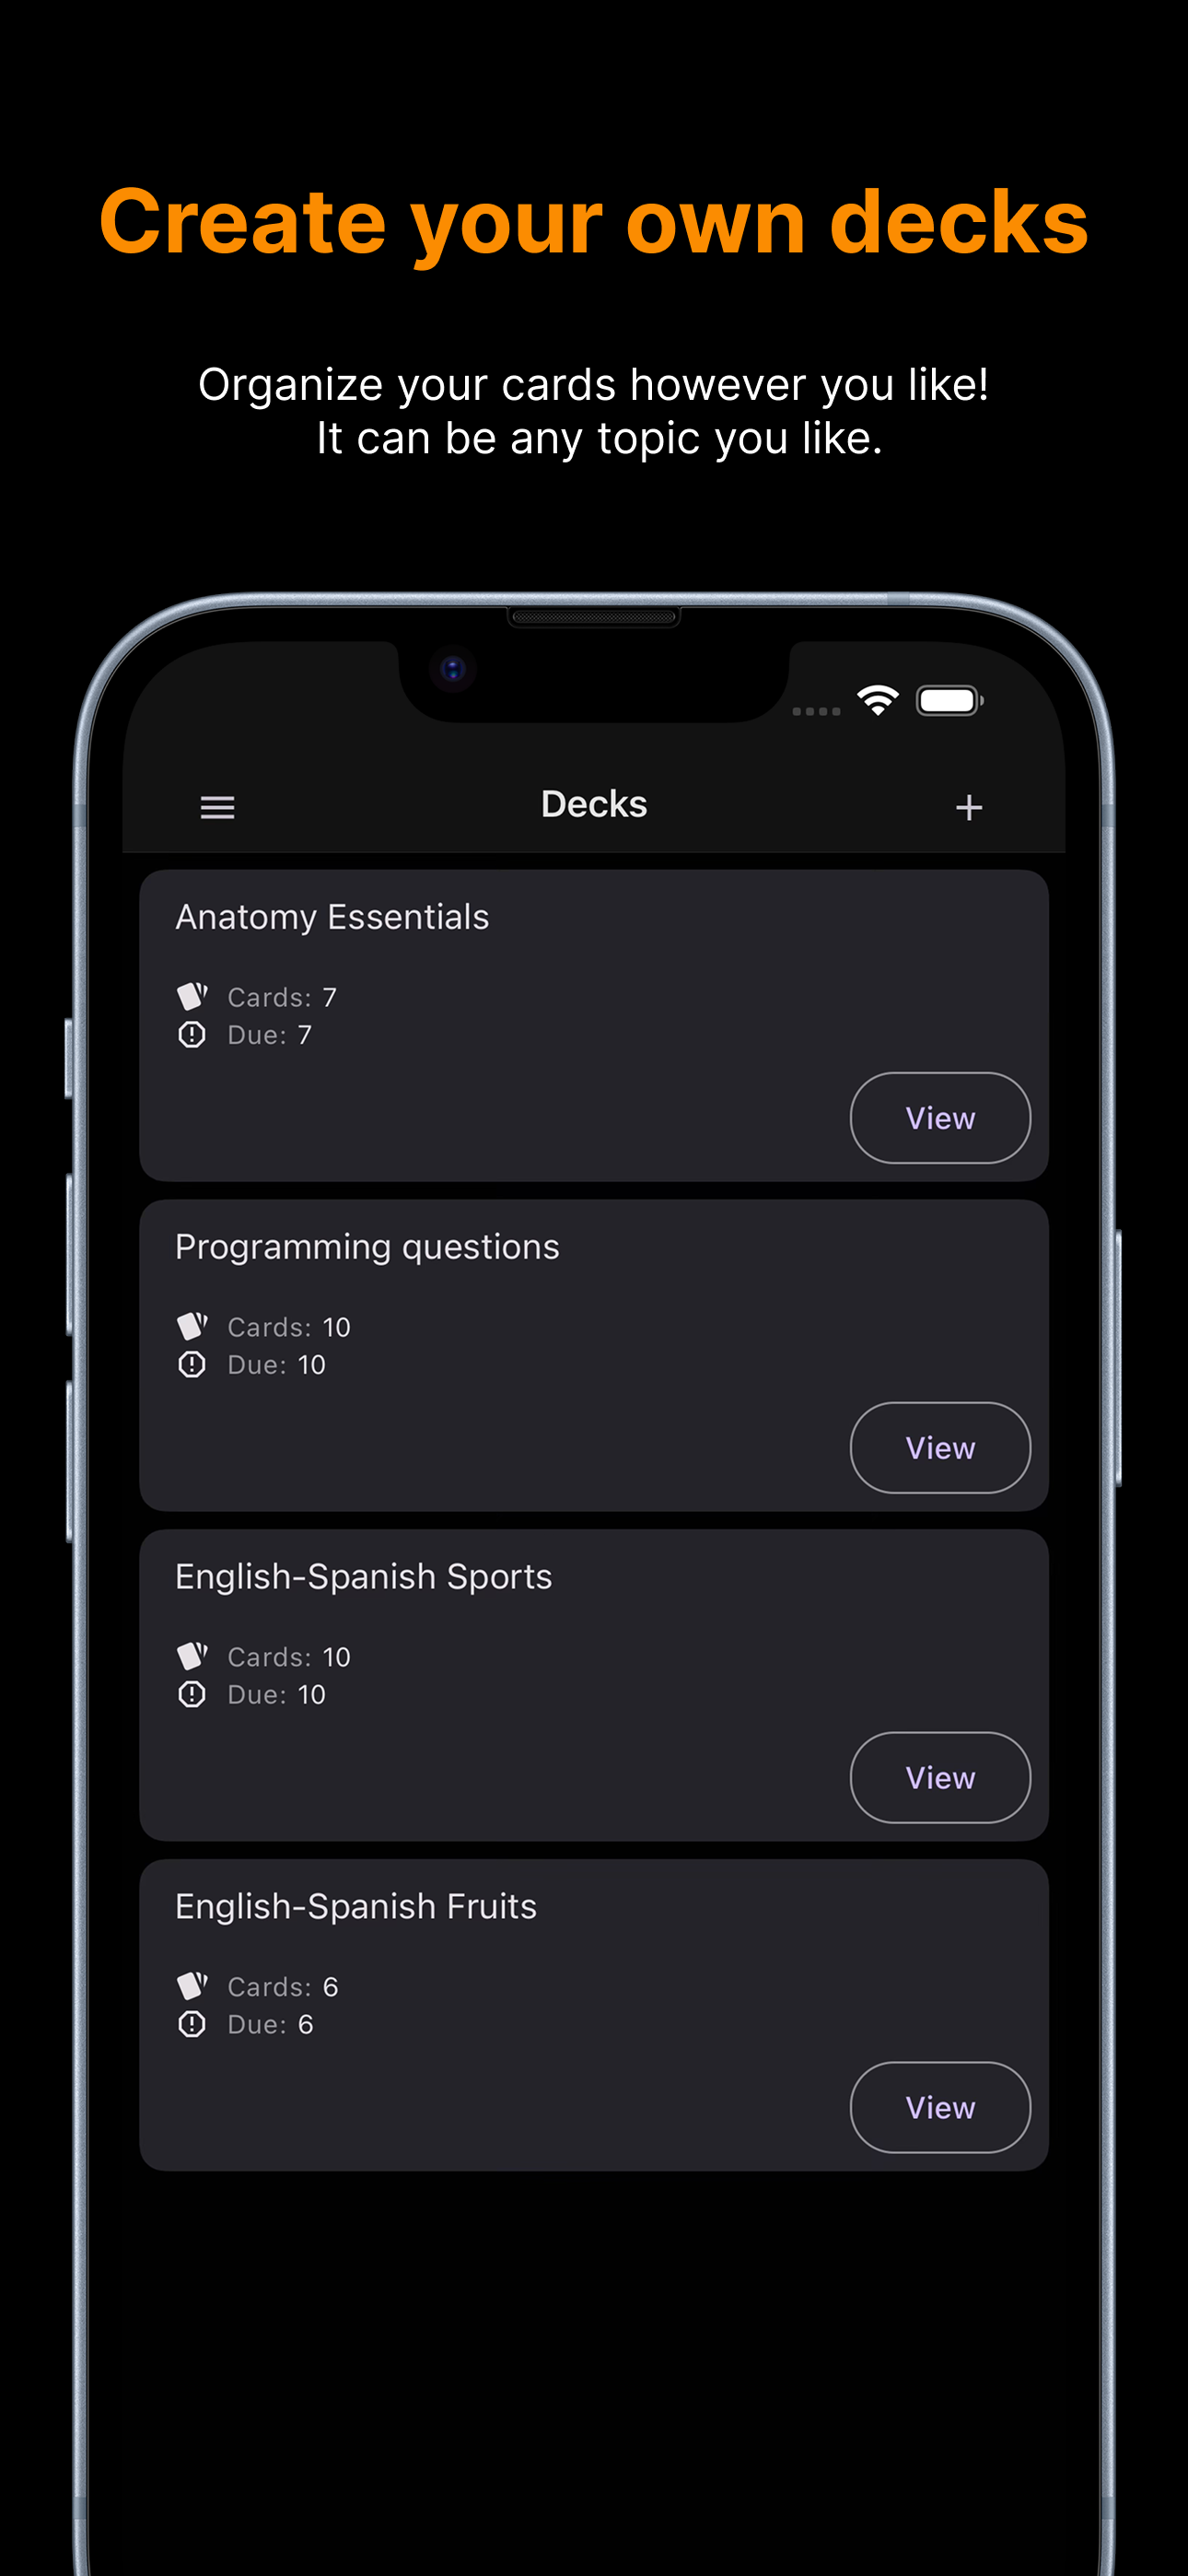 Create your own decks
Organize your cards however you like!
It can be any topic you like.
Decks
Anatomy Essentials
Cards: 7
Due: 7
View
Programming questions
Cards: 10
Due: 10
View
English-Spanish Sports
Cards: 10
Due: 10
View
English-Spanish Fruits
Cards: 6
Due: 6
View